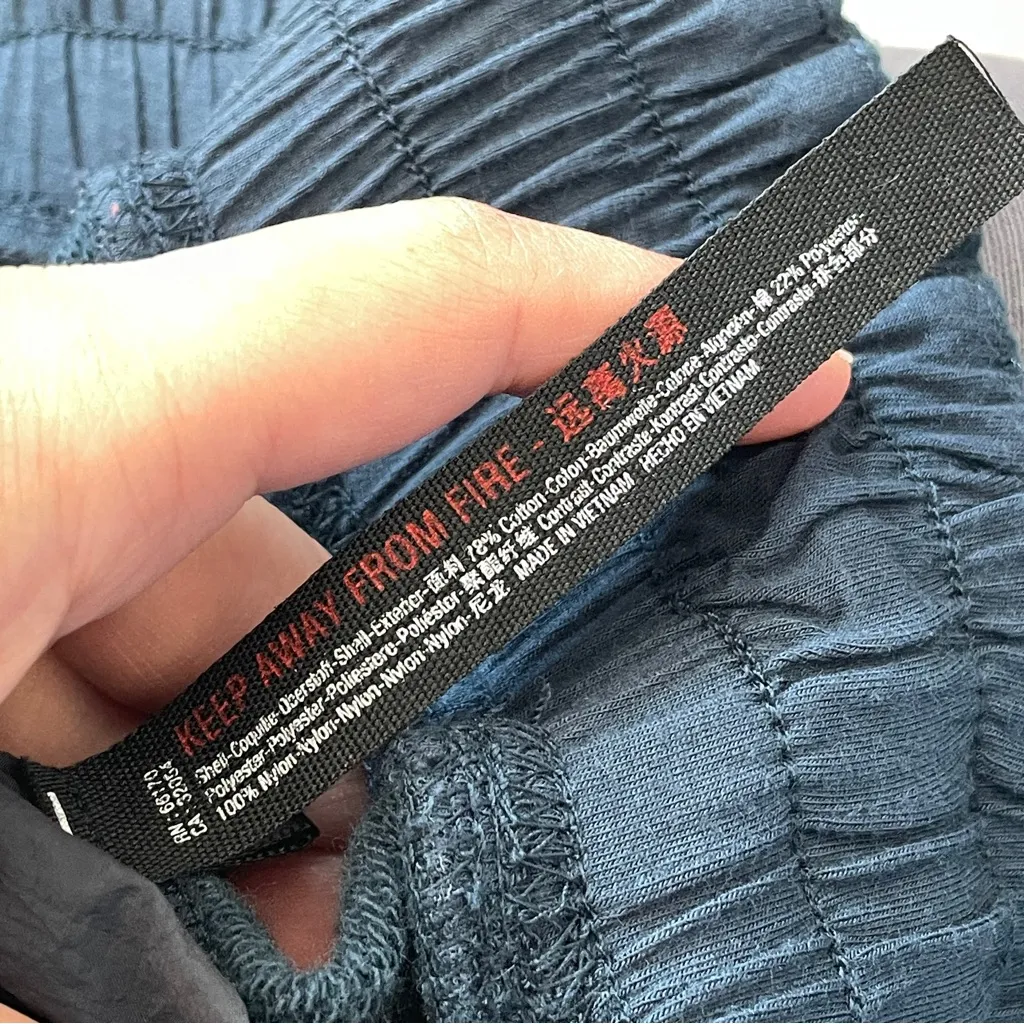 KEEP AWAY FROM FIRE - 远离火源
Shell-Coquille-Oberstoff-Shell-Exterior-面料 78% Cotton-Coton-Baumwolle-Cotone-Algodón-棉 22% Polyester-
Polyester-Polyester-Poliestere-Poliéster-聚酯纤维 Contrast-Contraste-Kontrast-Contrasto-Contraste-拼色部分
100% Nylon-Nylon-Nylon-Nylon-Nylon-尼龙 MADE IN VIETNAM HECHO EN VIETNAM
RN: 66170
CA: 32054